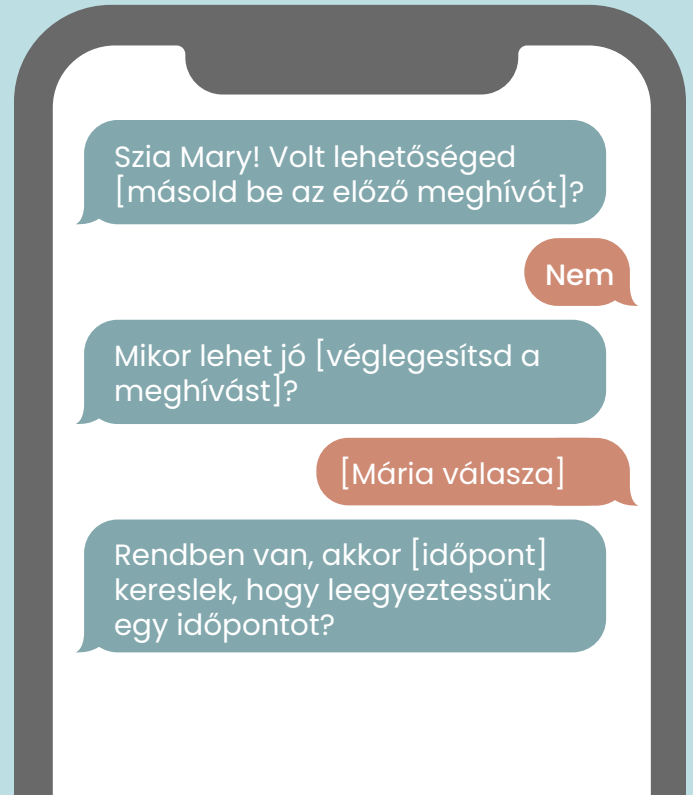 Szia Mary! Volt lehetőséged
[másold be az előző meghívót]?
Nem
Mikor lehet jó [véglegesítsd a
meghívást]?
[Mária válasza]
Rendben van, akkor [időpont]
kereslek, hogy leegyeztessünk
egy időpontot?